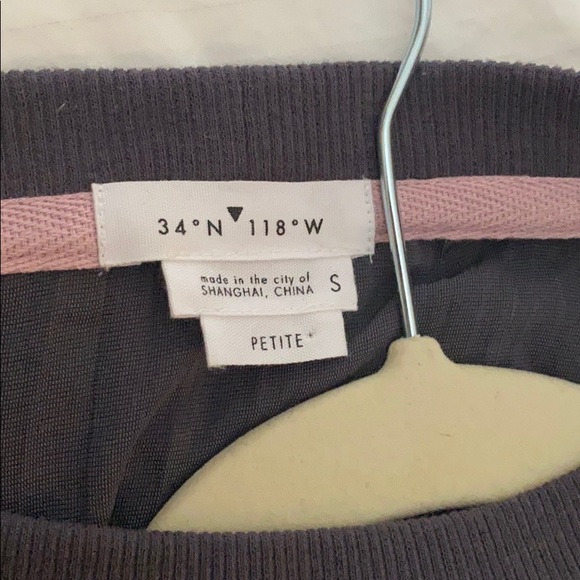 34°N ▼ 118°W
made in the city of
SHANGHAI, CHINA S
PETITE